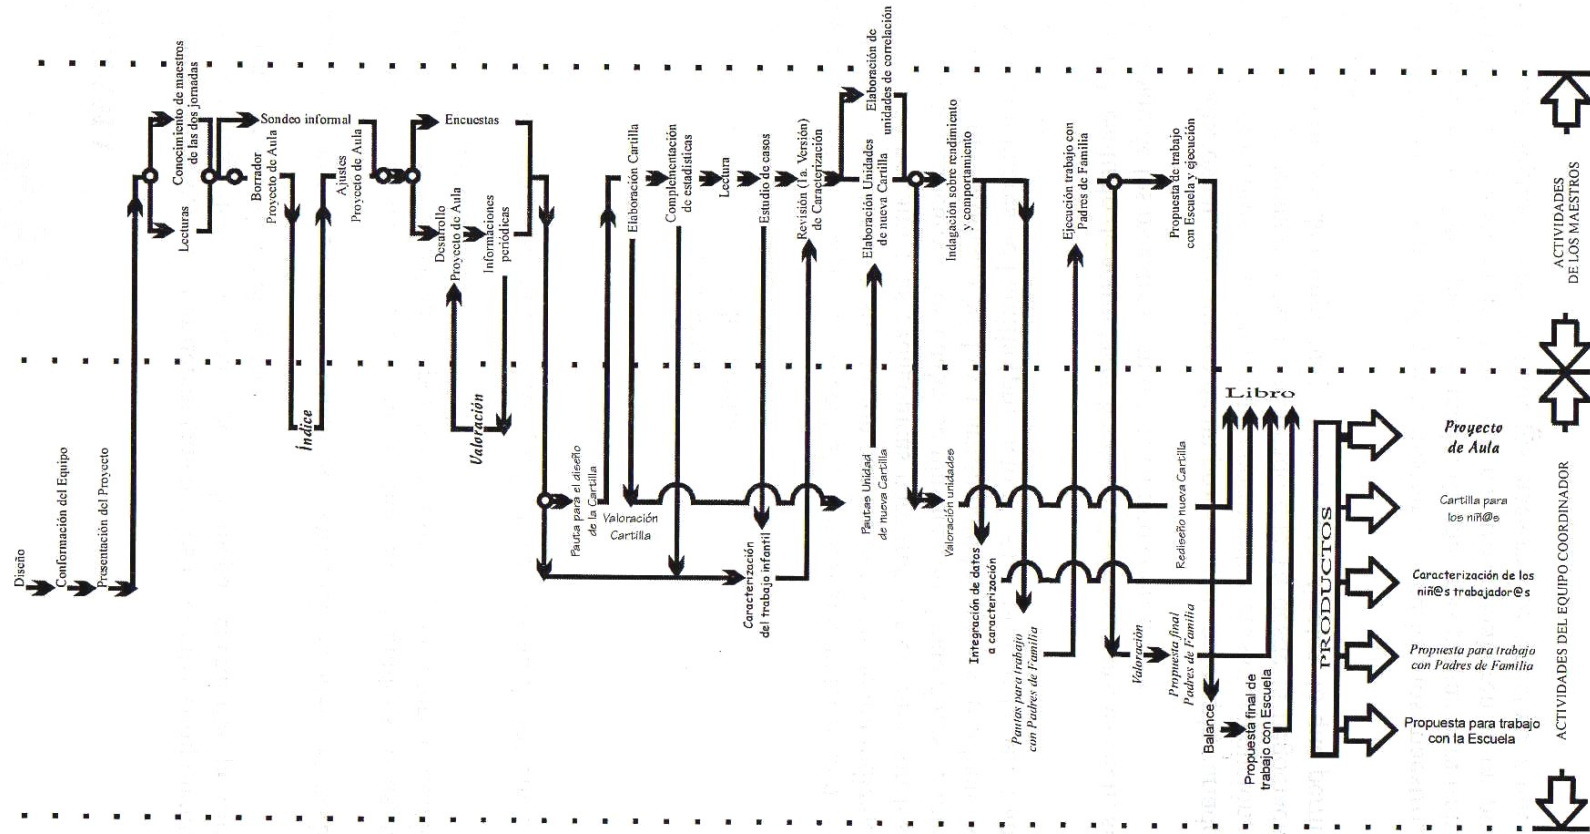 Diseño
Conformación del Equipo
Presentación del Proyecto
Lecturas
Conocimiento de maestros
de las dos jornadas
Borrador
Proyecto de Aula
Sondeo informal
Índice
Ajustes
Proyecto de Aula
Encuestas
Desarrollo
Proyecto de Aula
Informaciones
periódicas
Valoración
Pauta para el diseño
de la Cartilla
Elaboración Cartilla
Valoración
Cartilla
Complementación
de estadísticas
Lectura
Estudio de casos
Caracterización
del trabajo infantil
Revisión (1a. Versión)
de Caracterización
Elaboración Unidades
de nueva Cartilla
Elaboración de
unidades de correlación
Pautas Unidad
de nueva Cartilla
Indagación sobre rendimiento
y comportamiento
Valoración unidades
Integración de datos
a caracterización
Pautas para trabajo
con Padres de Familia
Ejecución trabajo con
Padres de Familia
Propuesta de trabajo
con Escuela y ejecución
Valoración
Propuesta final
Padres de Familia
Rediseño nueva Cartilla
Balance
Propuesta final de
trabajo con Escuela
Libro
PRODUCTOS
Proyecto
de Aula
Cartilla para
los niñ@s
Caracterización de los
niñ@s trabajador@s
Propuesta para trabajo
con Padres de Familia
Propuesta para trabajo
con la Escuela
ACTIVIDADES
DE LOS MAESTROS
ACTIVIDADES DEL EQUIPO COORDINADOR